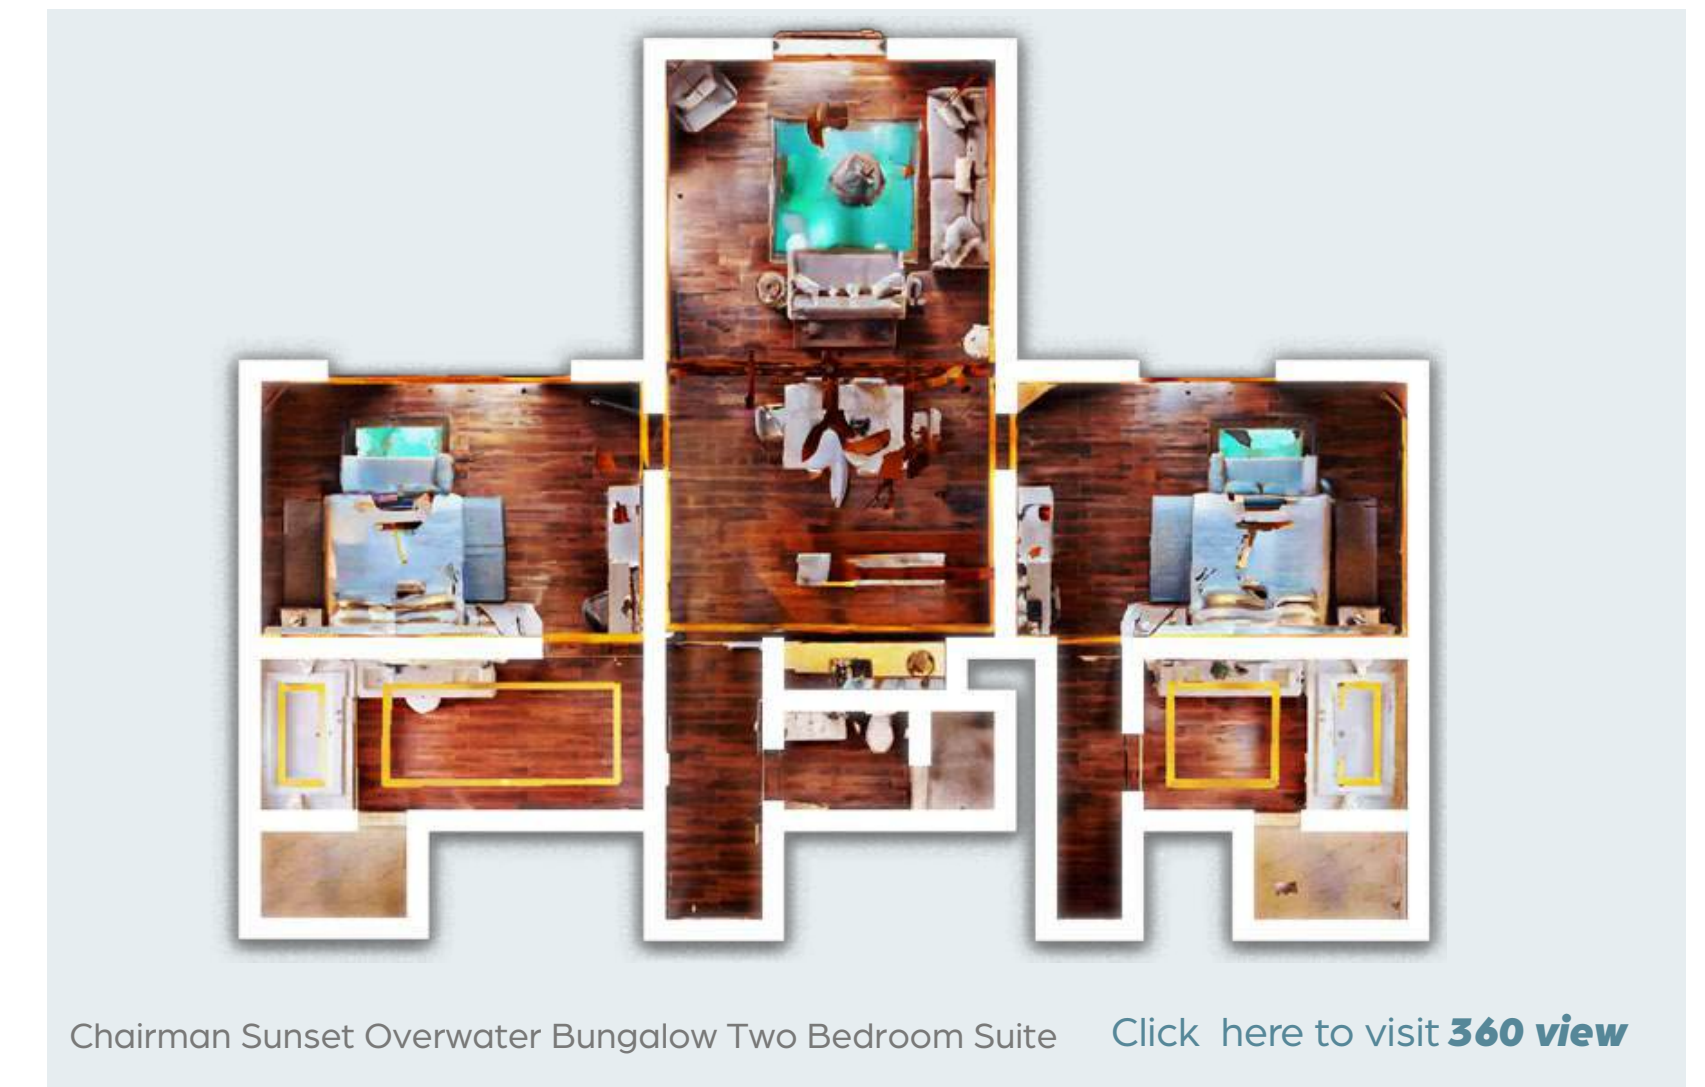 Chairman Sunset Overwater Bungalow Two Bedroom Suite
Click here to visit 360 view